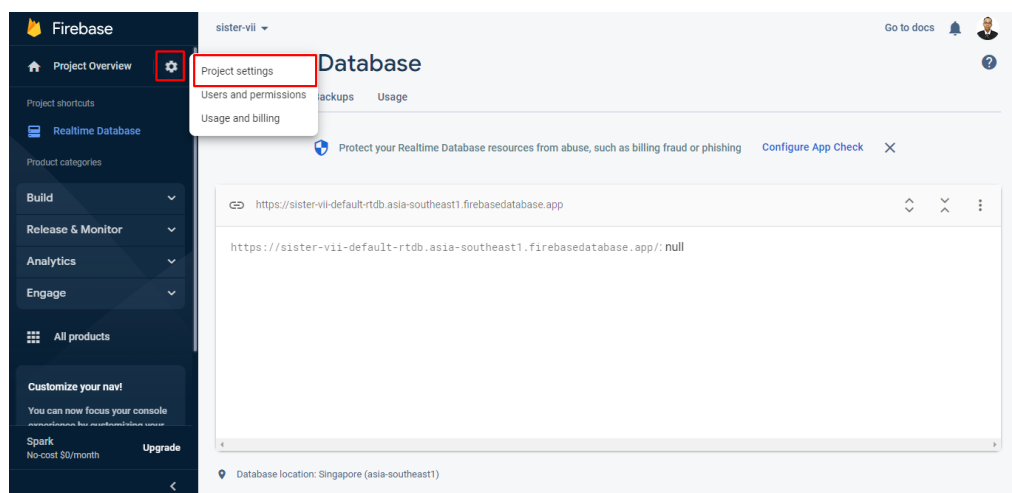 Firebase
Project Overview
Project shortcuts
Realtime Database
Product categories
Build
Release & Monitor
Analytics
Engage
All products
Customize your nav!
You can now focus your console
experience by customizing your
Spark
No-cost $0/month
Upgrade
sister-vii
Go to docs
Project settings
Users and permissions
Usage and billing
Database
ackups
Usage
Protect your Realtime Database resources from abuse, such as billing fraud or phishing
Configure App Check
https://sister-vii-default-rtdb.asia-southeast1.firebasedatabase.app
https://sister-vii-default-rtdb.asia-southeast1.firebasedatabase.app/: null
Database location: Singapore (asia-southeast1)